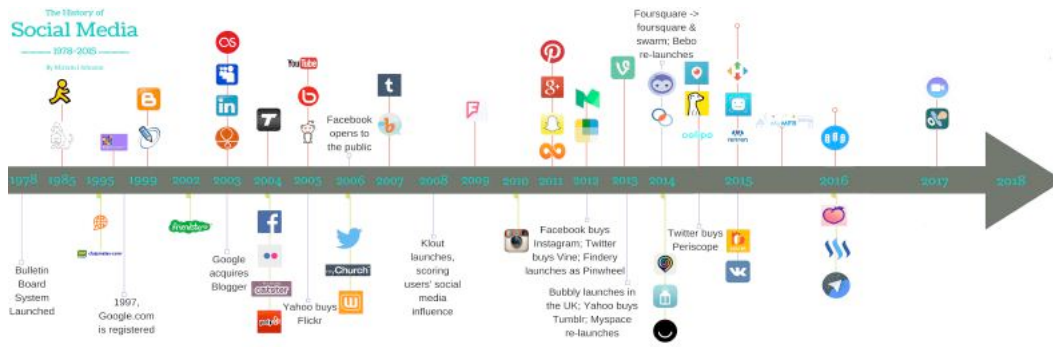 The History of
Social Media
1978-2015
Foursquare ->
foursquare &
swarm; Bebo
re-launches
YouTube
Facebook
opens to
the public
1978
1985
1995
1999
2002
2003
2004
2005
2006
2007
2008
2009
2010
2011
2012
2013
2014
2015
2016
2017
2018
Bulletin
Board
System
Launched
1997,
Google.com
is registered
friendster
Google
acquires
Blogger
Yahoo buys
Flickr
Church
Klout
launches,
scoring
users' social
media
influence
Facebook buys
Instagram; Twitter
buys Vine; Findery
launches as Pinwheel
Bubbly launches in
the UK; Yahoo buys
Tumblr; Myspace
re-launches
Twitter buys
Periscope